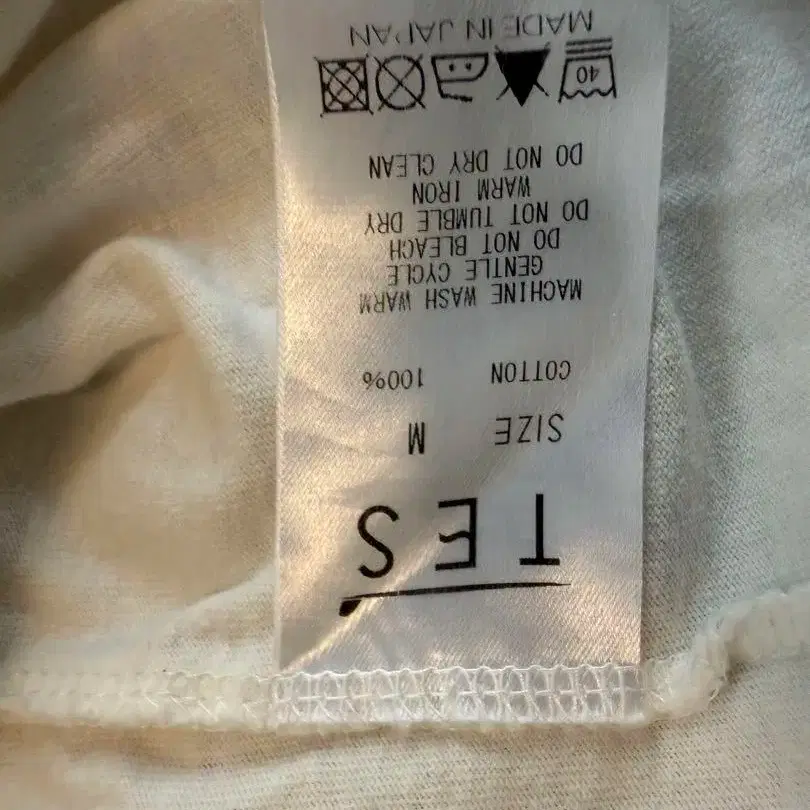 TES
SIZE M
COTTON 100%
MACHINE WASH WARM
GENTLE CYCLE
DO NOT BLEACH
DO NOT TUMBLE DRY
WARM IRON
DO NOT DRY CLEAN
40
MADE IN JAPAN